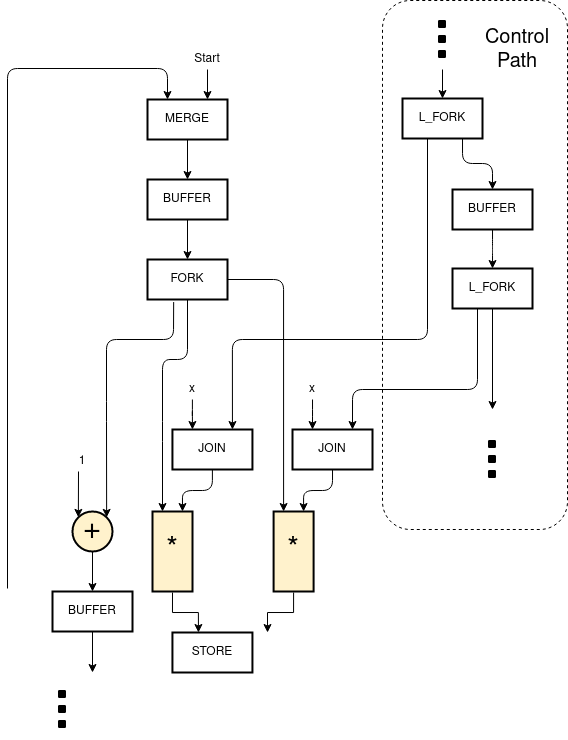 Control
Path
Start
MERGE
L_FORK
BUFFER
BUFFER
FORK
L_FORK
x
x
JOIN
JOIN
1
+
*
*
BUFFER
STORE